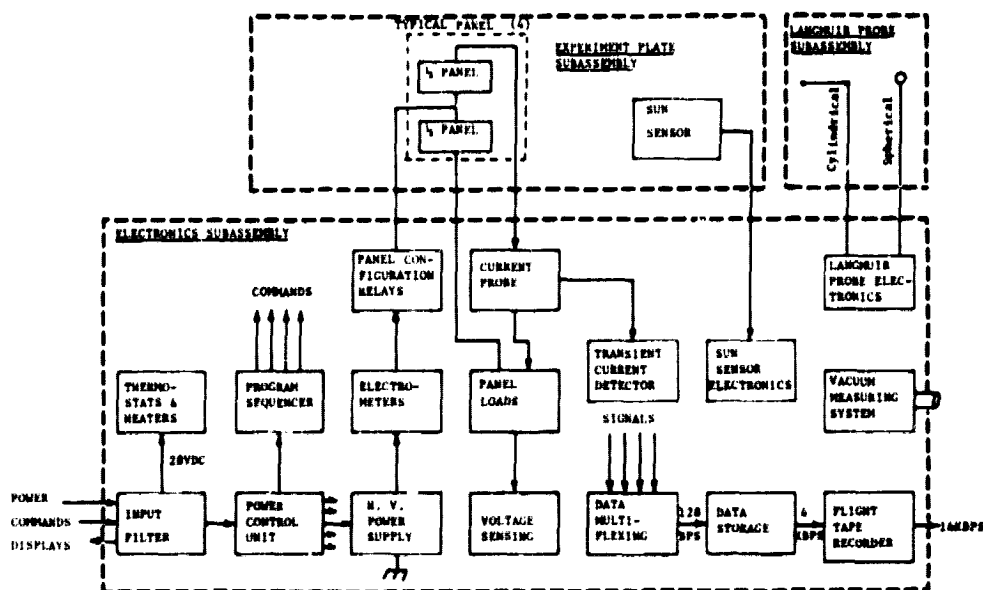 TYPICAL PANEL (4)
EXPERIMENT PLATE
SUBASSEMBLY
LANGMUIR PROBE
SUBASSEMBLY
½ PANEL
½ PANEL
SUN
SENSOR
Cylindrical
Spherical
ELECTRONICS SUBASSEMBLY
PANEL CON-
FIGURATION
RELAYS
CURRENT
PROBE
LANGMUIR
PROBE ELEC-
TRONICS
COMMANDS
THERMO-
STATS &
HEATERS
PROGRAM
SEQUENCER
ELECTRO-
METERS
PANEL
LOADS
TRANSIENT
CURRENT
DETECTOR
SUN
SENSOR
ELECTRONICS
VACUUM
MEASURING
SYSTEM
SIGNALS
28VDC
POWER
COMMANDS
DISPLAYS
INPUT
FILTER
POWER
CONTROL
UNIT
H. V.
POWER
SUPPLY
VOLTAGE
SENSING
DATA
MULTI-
PLEXING
128
BPS
DATA
STORAGE
4
KBPS
FLIGHT
TAPE
RECORDER
16KBPS